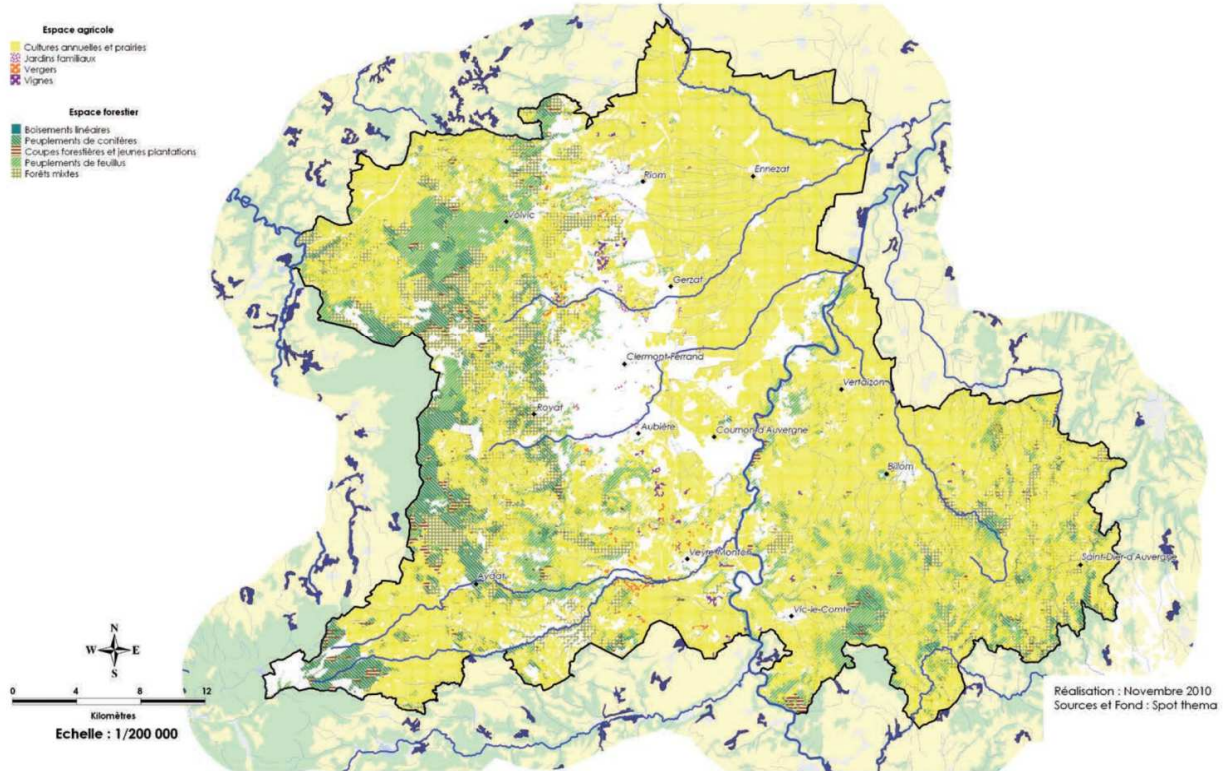 Espace agricole
Cultures annuelles et prairies
Jardins familiaux
Vergers
Vignes
Espace forestier
Boisements linéaires
Peuplements de conifères
Coupes forestières et jeunes plantations
Peuplements de feuillus
Forêts mixtes
Riom
Ennezat
Volvic
Gerzat
Clermont-Ferrand
Vertaizon
Royat
Aubière
Cournon d'Auvergne
Billom
Veyre-Monton
Saint-Dier-d'Auvergne
Aydat
Vic-le-Comte
N
W E
S
0 4 8 12
Kilomètres
Echelle : 1/200 000
Réalisation : Novembre 2010
Sources et Fond : Spot thema